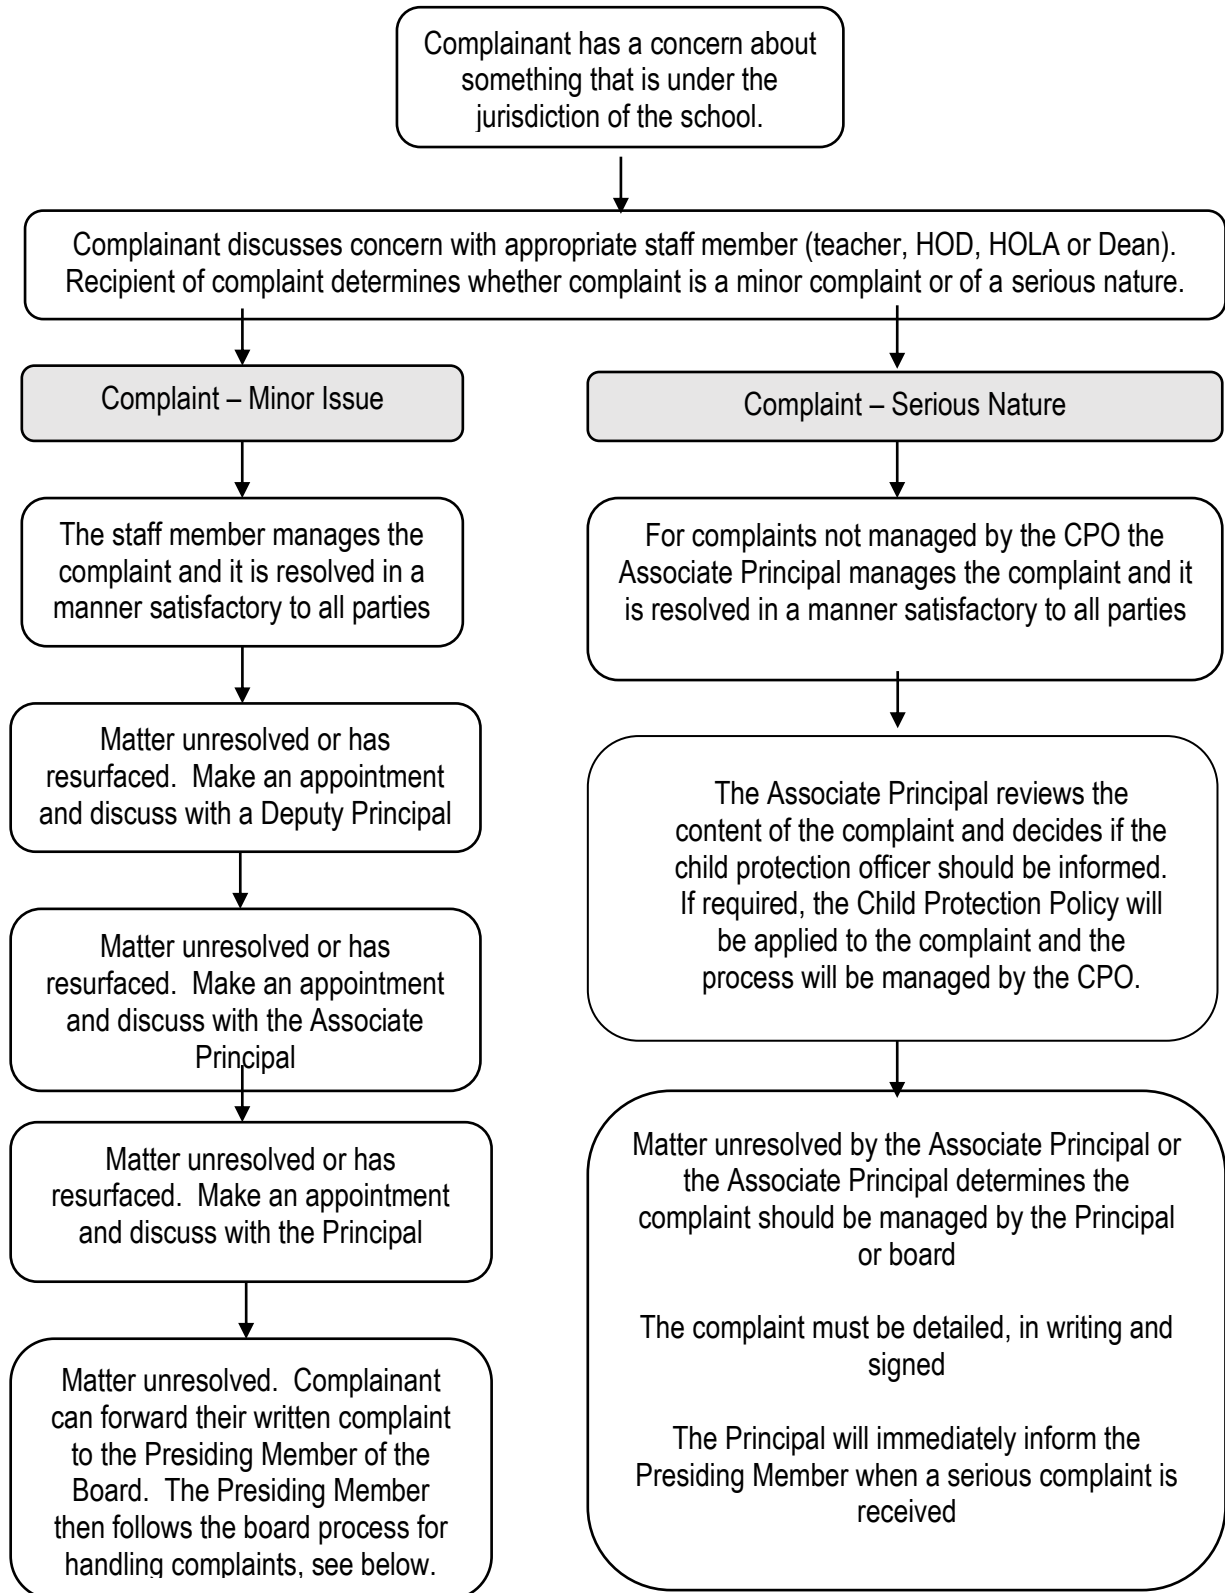 Complainant has a concern about
something that is under the
jurisdiction of the school.
Complainant discusses concern with appropriate staff member (teacher, HOD, HOLA or Dean).
Recipient of complaint determines whether complaint is a minor complaint or of a serious nature.
Complaint – Minor Issue
The staff member manages the
complaint and it is resolved in a
manner satisfactory to all parties
Matter unresolved or has
resurfaced. Make an appointment
and discuss with a Deputy Principal
Matter unresolved or has
resurfaced. Make an appointment
and discuss with the Associate
Principal
Matter unresolved or has
resurfaced. Make an appointment
and discuss with the Principal
Matter unresolved. Complainant
can forward their written complaint
to the Presiding Member of the
Board. The Presiding Member
then follows the board process for
handling complaints, see below.
Complaint – Serious Nature
For complaints not managed by the CPO the
Associate Principal manages the complaint and it
is resolved in a manner satisfactory to all parties
The Associate Principal reviews the
content of the complaint and decides if the
child protection officer should be informed.
If required, the Child Protection Policy will
be applied to the complaint and the
process will be managed by the CPO.
Matter unresolved by the Associate Principal or
the Associate Principal determines the
complaint should be managed by the Principal
or board
The complaint must be detailed, in writing and
signed
The Principal will immediately inform the
Presiding Member when a serious complaint is
received